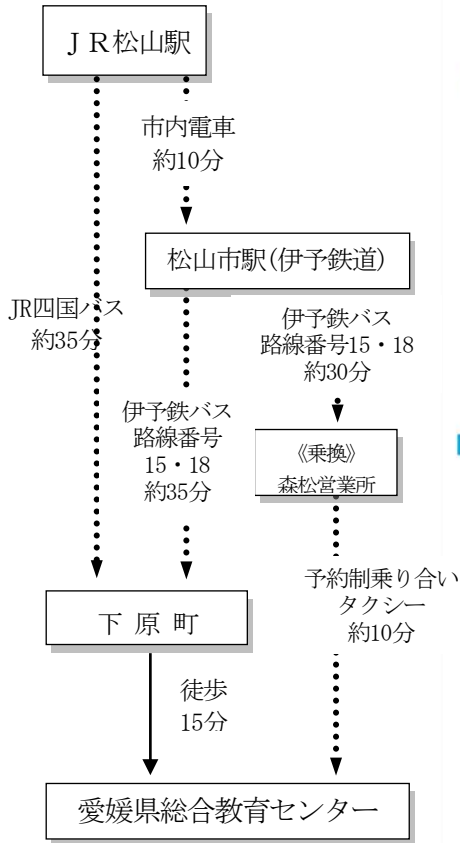 ＪＲ松山駅
市内電車
約10分
松山市駅(伊予鉄道)
JR四国バス
約35分
伊予鉄バス
路線番号15・18
約30分
伊予鉄バス
路線番号
15・18
約35分
《乗換》
森松営業所
予約制乗り合い
タクシー
約10分
下 原 町
徒歩
15分
愛媛県総合教育センター